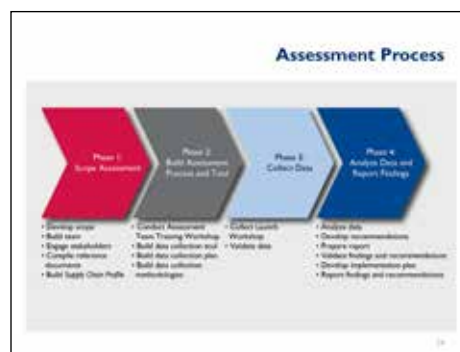 Assessment Process
Phase 1:
Scope Assessment
Phase 2:
Build Assessment
Process and Tool
Phase 3:
Collect Data
Phase 4:
Analyze Data and
Report Findings
• Develop scope
• Build team
• Engage stakeholders
• Compile reference
documents
• Build Supply Chain Profile
• Conduct Assessment
Team Training Workshop
• Build data collection tool
• Build data collection plan
• Build data collection
methodologies
• Collect Launch
Workshop
• Validate data
• Analyze data
• Develop recommendations
• Prepare report
• Validate findings and recommendations
• Develop implementation plan
• Report findings and recommendations